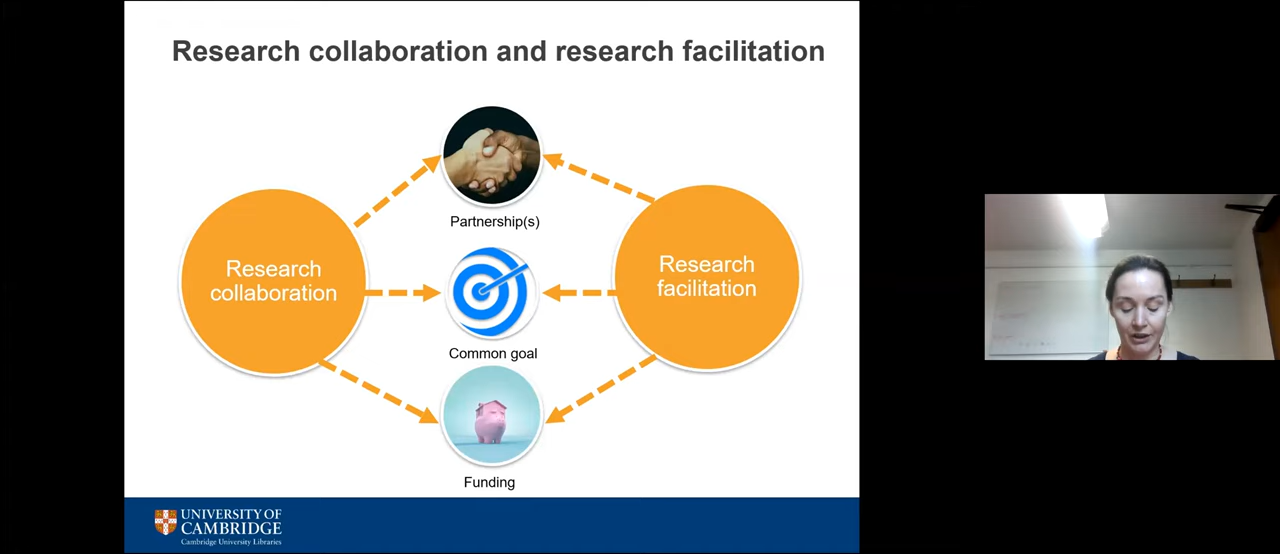 Research collaboration and research facilitation
Partnership(s)
Research
collaboration
Research
facilitation
Common goal
Funding
UNIVERSITY OF
CAMBRIDGE
Cambridge University Libraries